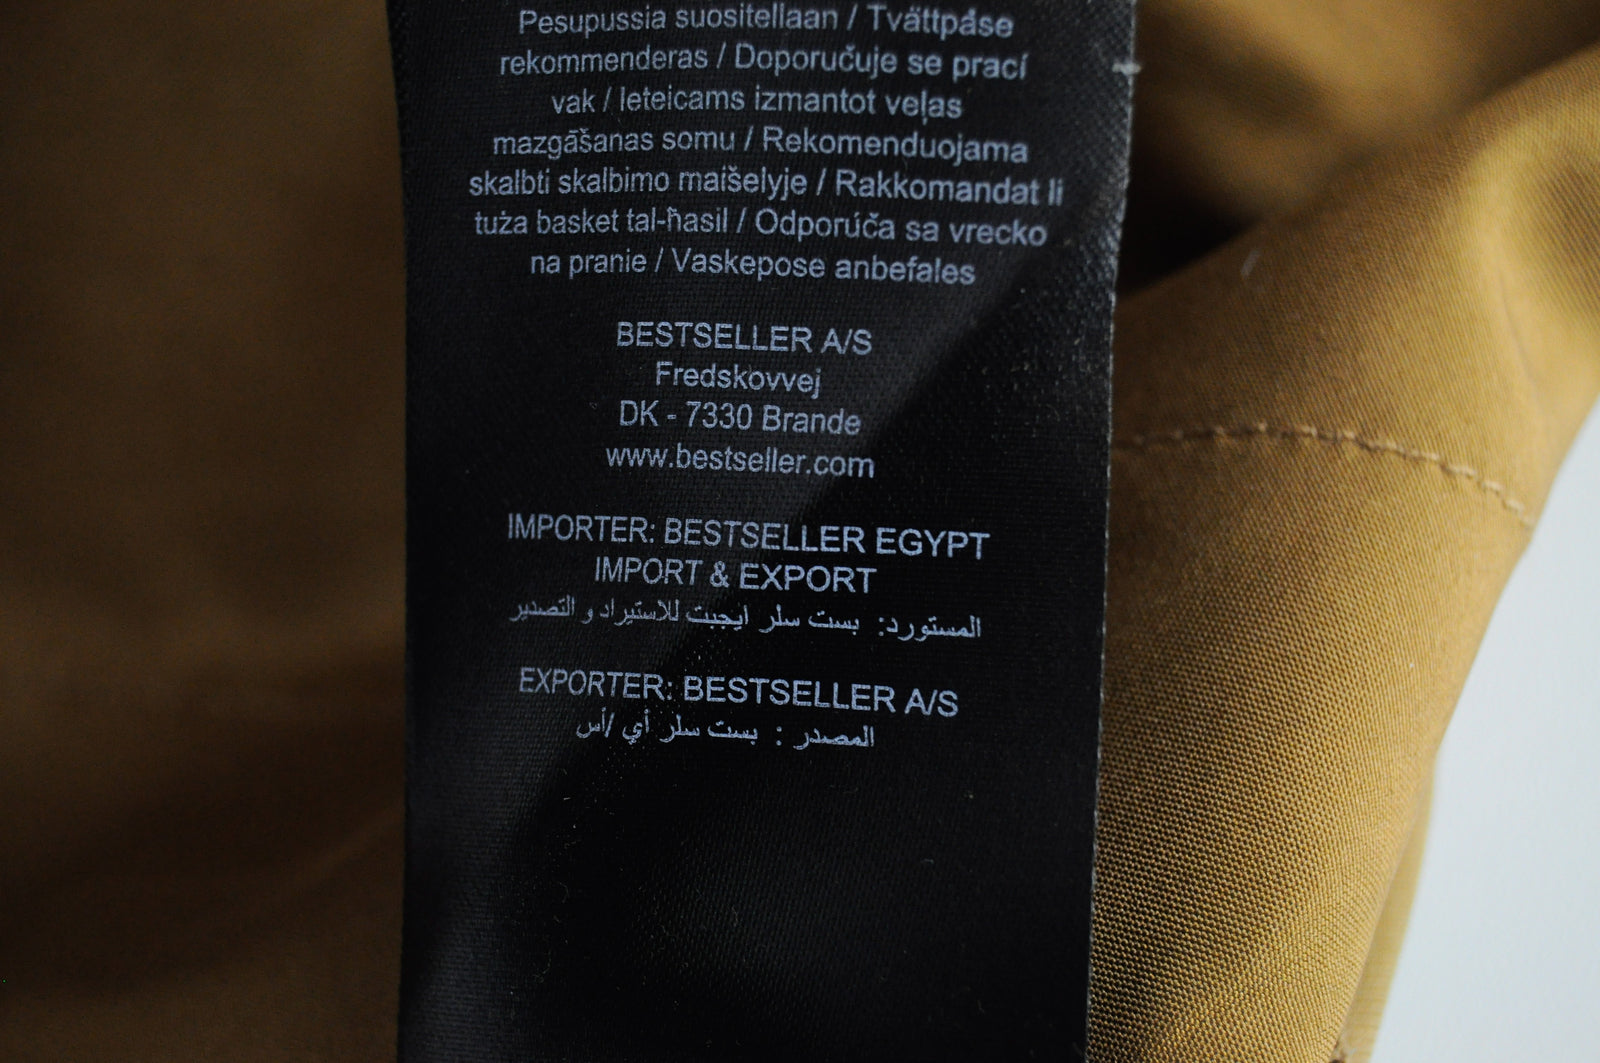 Pesupussia suositellaan / Tvättpåse
rekommenderas / Doporučuje se prací
vak / Ieteicams izmantot veļas
mazgāšanas somu / Rekomenduojama
skalbti skalbimo maišelyje / Rakkomandat li
tuża basket tal-ħasil / Odporúča sa vrecko
na pranie / Vaskepose anbefales
BESTSELLER A/S
Fredskovvej
DK - 7330 Brande
www.bestseller.com
IMPORTER: BESTSELLER EGYPT
IMPORT & EXPORT
المستورد: بست سلر ايجبت للاستيراد و التصدير
EXPORTER: BESTSELLER A/S
المصدر : بست سلر أي /أس